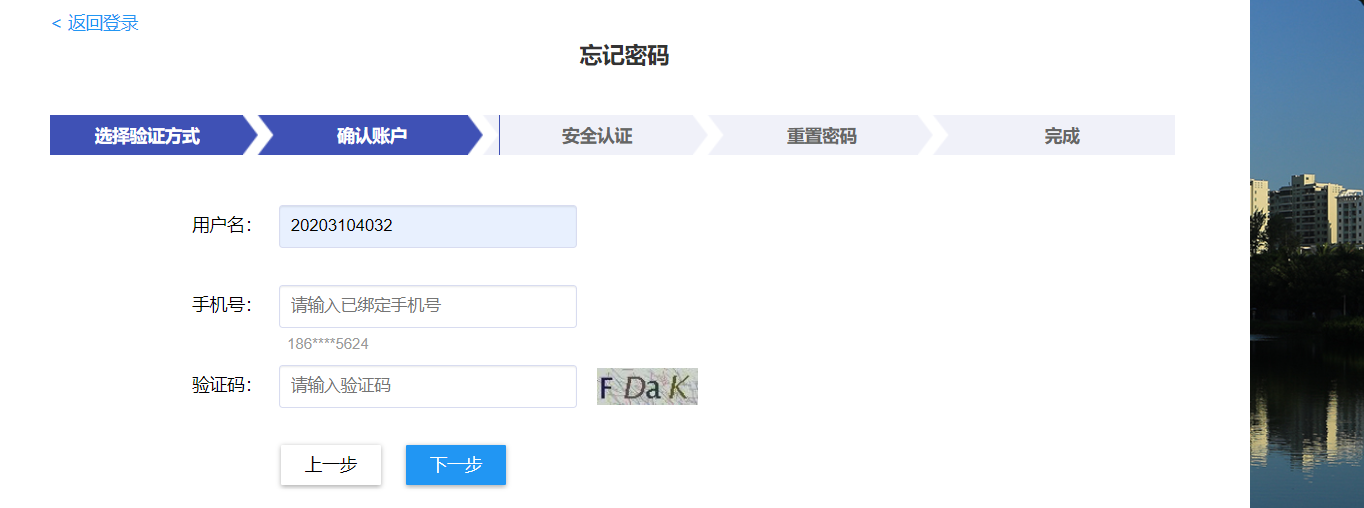 < 返回登录
忘记密码
选择验证方式
确认账户
安全认证
重置密码
完成
用户名：
20203104032
手机号：
请输入已绑定手机号
186****5624
验证码：
请输入验证码
F Da K
上一步
下一步